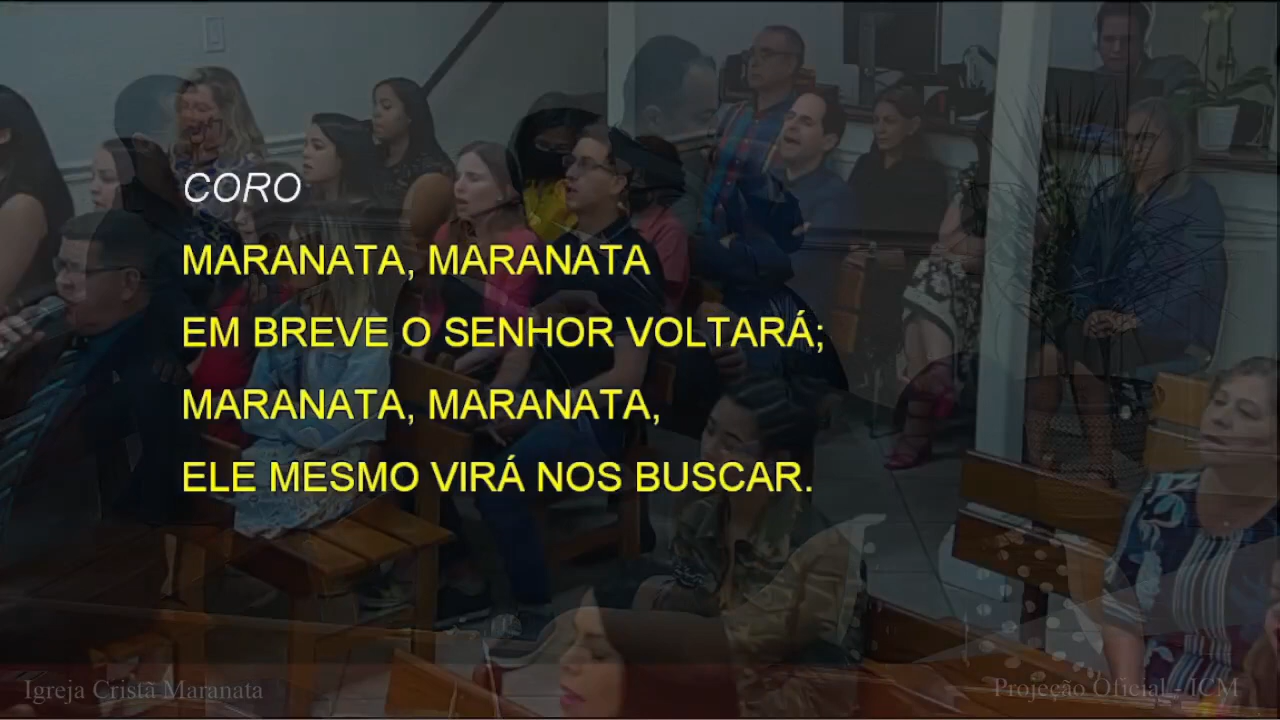 CORO
MARANATA, MARANATA
EM BREVE O SENHOR VOLTARÁ;
MARANATA, MARANATA,
ELE MESMO VIRÁ NOS BUSCAR.
Igreja Cristã Maranata
Projeção Oficial - ICM